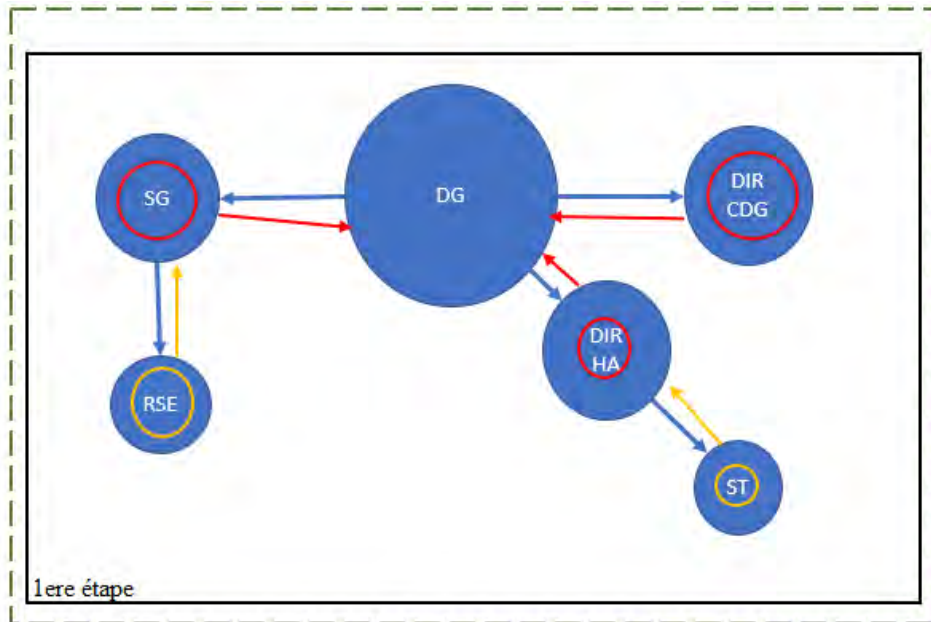 SG
DG
DIR
CDG
DIR
HA
RSE
ST
1ere étape